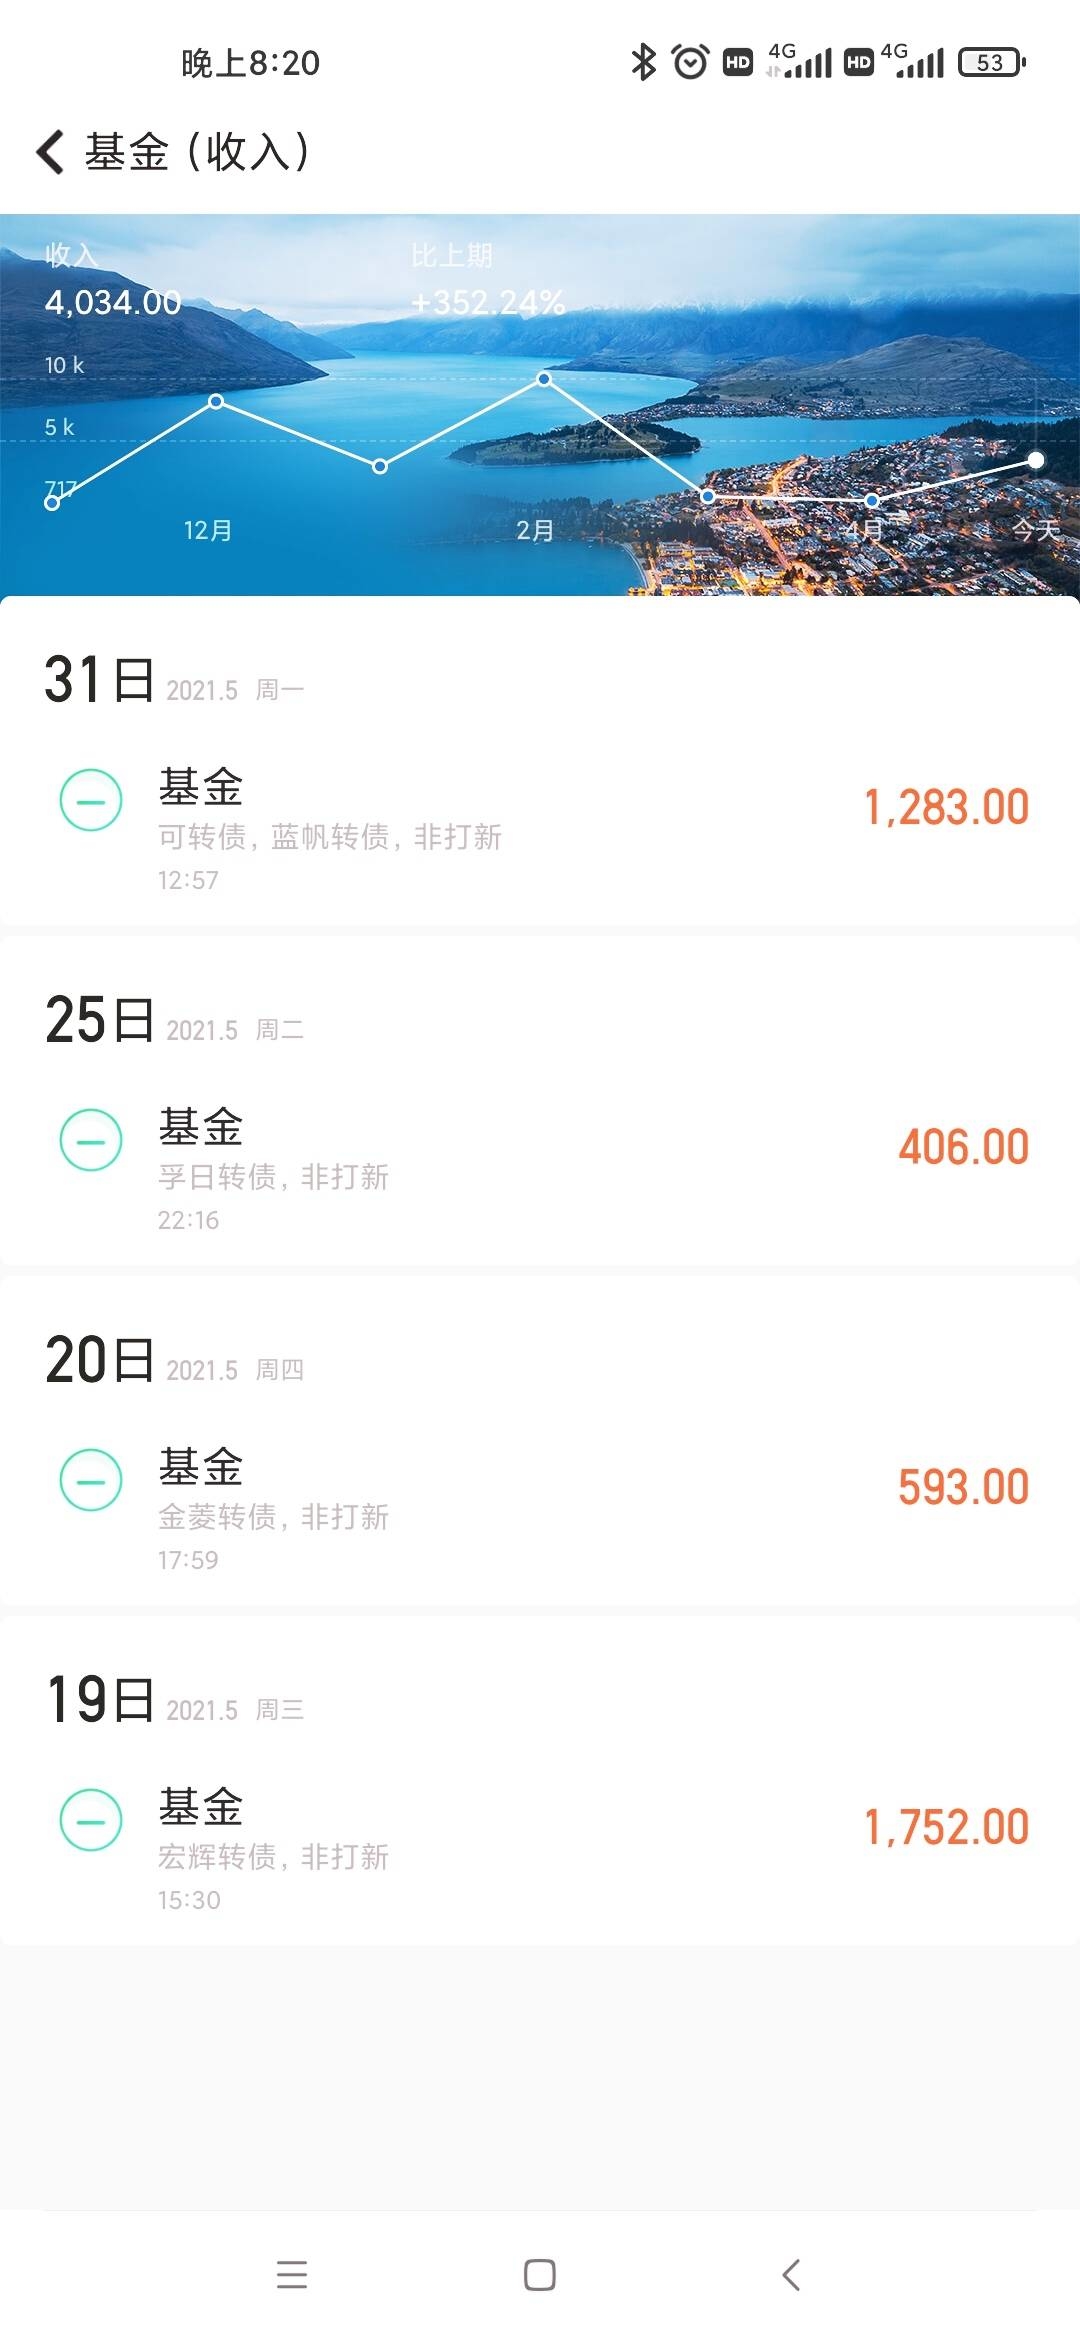 晚上8:20
HD 4G HD 4G 53
基金（收入）
收入 比上期
4,034.00 +352.24%
10 k
5 k
717
12月 2月 4月 今天
31日 2021.5 周一
基金
1,283.00
可转债, 蓝帆转债, 非打新
12:57
25日 2021.5 周二
基金
406.00
孚日转债, 非打新
22:16
20日 2021.5 周四
基金
593.00
金菱转债, 非打新
17:59
19日 2021.5 周三
基金
1,752.00
宏辉转债, 非打新
15:30